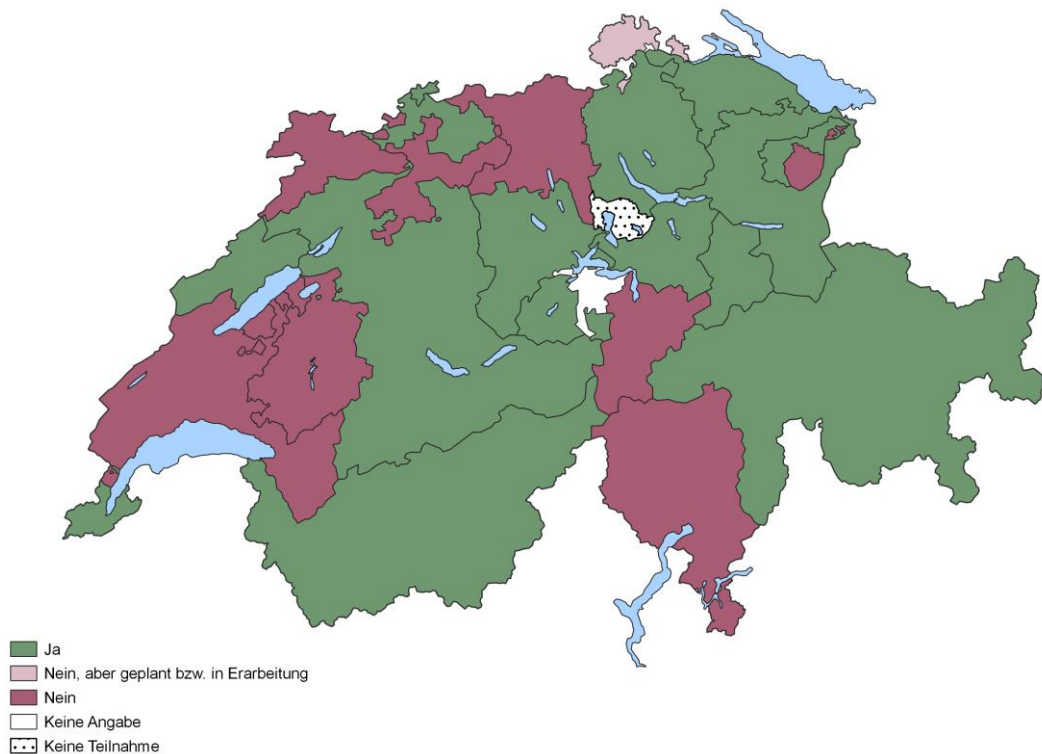 Ja
Nein, aber geplant bzw. in Erarbeitung
Nein
Keine Angabe
Keine Teilnahme